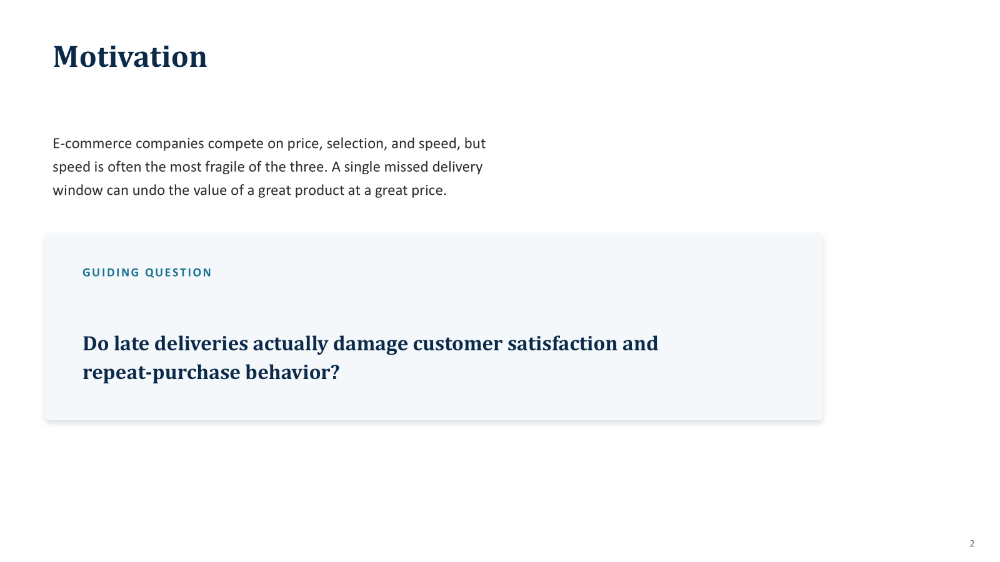 Motivation
E-commerce companies compete on price, selection, and speed, but
speed is often the most fragile of the three. A single missed delivery
window can undo the value of a great product at a great price.
GUIDING QUESTION
Do late deliveries actually damage customer satisfaction and
repeat-purchase behavior?
2